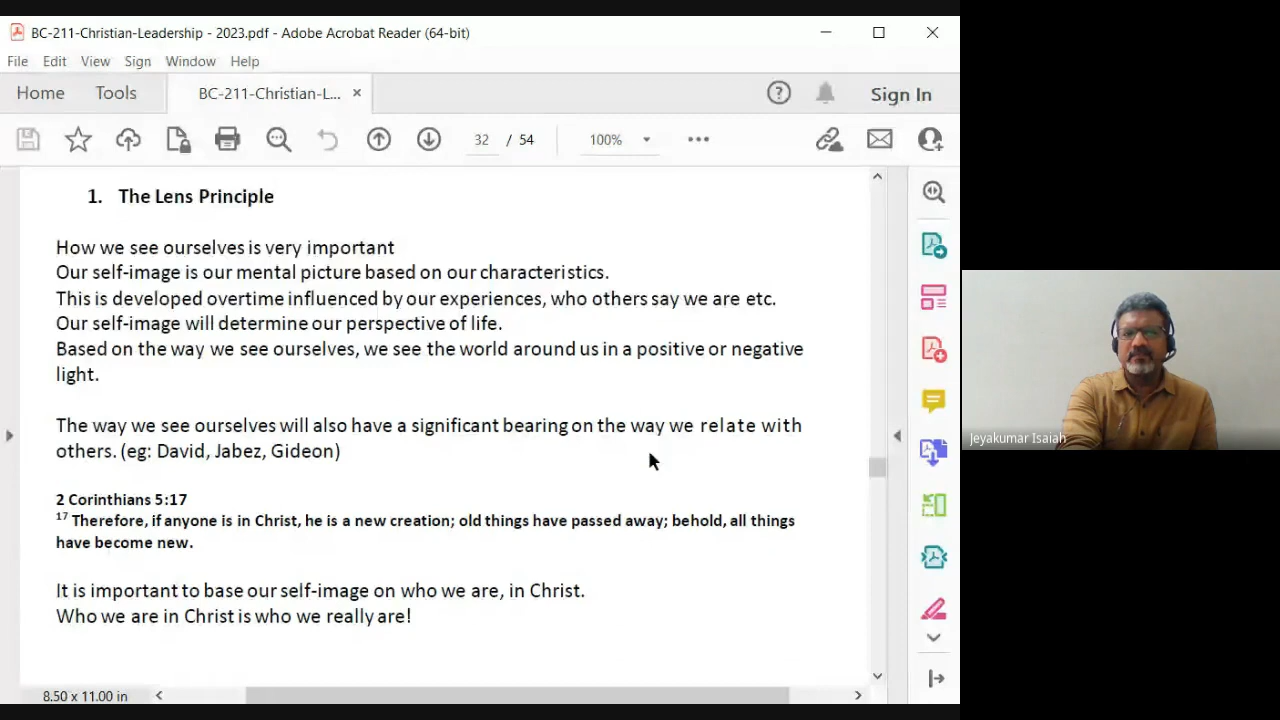 BC-211-Christian-Leadership - 2023.pdf - Adobe Acrobat Reader (64-bit)
File Edit View Sign Window Help
Home Tools BC-211-Christian-L... × Sign In
32 / 54 100%
1. The Lens Principle
How we see ourselves is very important
Our self-image is our mental picture based on our characteristics.
This is developed overtime influenced by our experiences, who others say we are etc.
Our self-image will determine our perspective of life.
Based on the way we see ourselves, we see the world around us in a positive or negative
light.
The way we see ourselves will also have a significant bearing on the way we relate with
others. (eg: David, Jabez, Gideon)
2 Corinthians 5:17
17 Therefore, if anyone is in Christ, he is a new creation; old things have passed away; behold, all things
have become new.
It is important to base our self-image on who we are, in Christ.
Who we are in Christ is who we really are!
8.50 x 11.00 in
Jeyakumar Isaiah